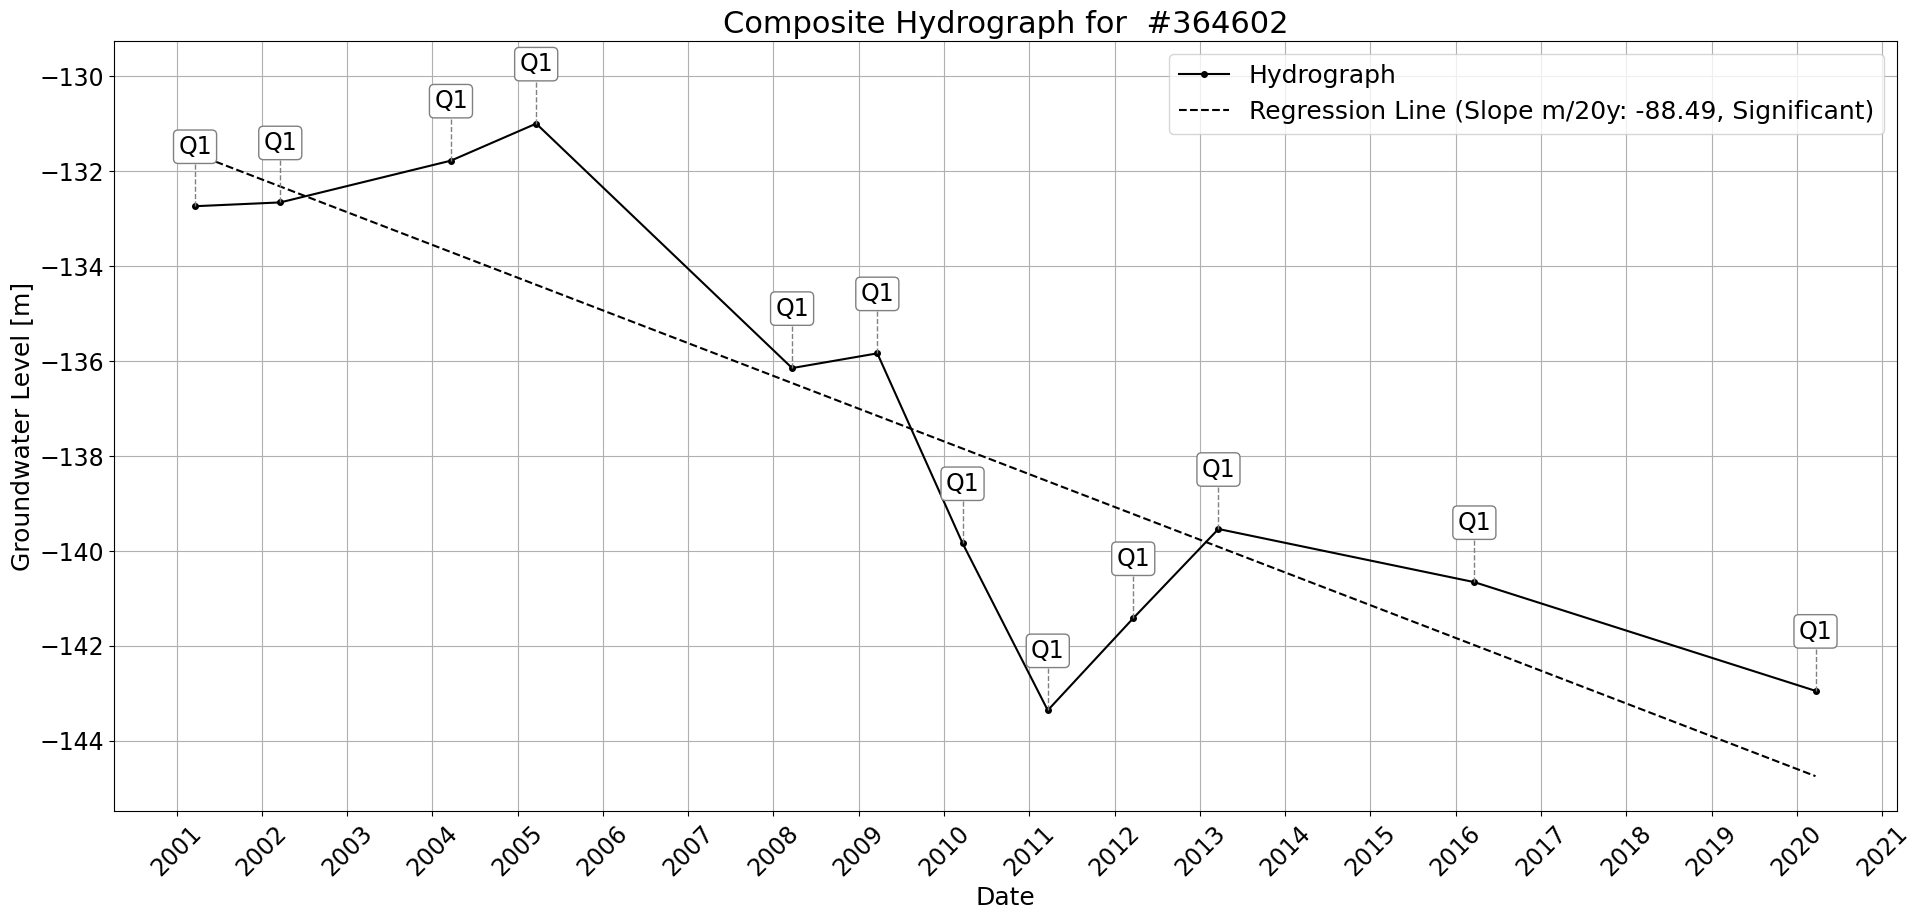 Composite Hydrograph for  #364602
Hydrograph
Regression Line (Slope m/20y: -88.49, Significant)
Q1
Q1
Q1
Q1
Q1
Q1
Q1
Q1
Q1
Q1
Q1
Q1
−130
−132
−134
−136
−138
−140
−142
−144
Groundwater Level [m]
2001
2002
2003
2004
2005
2006
2007
2008
2009
2010
2011
2012
2013
2014
2015
2016
2017
2018
2019
2020
2021
Date